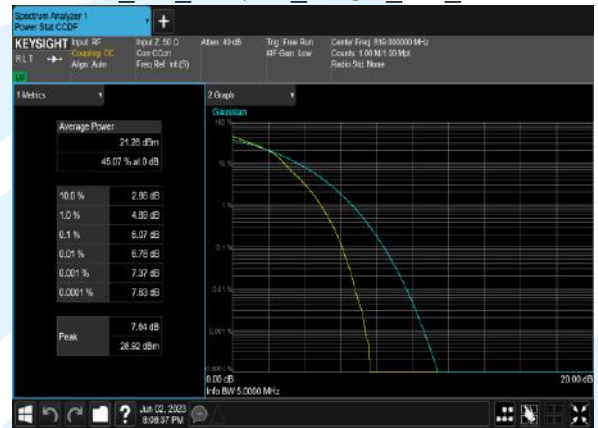 Spectrum Analyzer 1
Power Stat CCDF
KEYSIGHT
Input: RF
Input Z: 50 Ω
Atten: 40 dB
Trig: Free Run
Center Freq: 819.000000 MHz
RLT
Coupling: DC
Corr CCorr
#IF Gain: Low
Counts: 1.00 M/1.00 Mpt
Align: Auto
Freq Ref: Int (S)
Radio Std: None
1 Metrics
2 Graph
Gaussian
Average Power
21.28 dBm
45.07 % at 0 dB
10.0 % 2.86 dB
1.0 % 4.89 dB
0.1 % 6.07 dB
0.01 % 6.78 dB
0.001 % 7.37 dB
0.0001 % 7.63 dB
Peak
7.64 dB
28.92 dBm
100 %
10 %
1 %
0.1 %
0.01 %
0.001 %
0.0001 %
0.00 dB
20.00 dB
Info BW 5.0000 MHz
Jun 02, 2023
8:08:37 PM